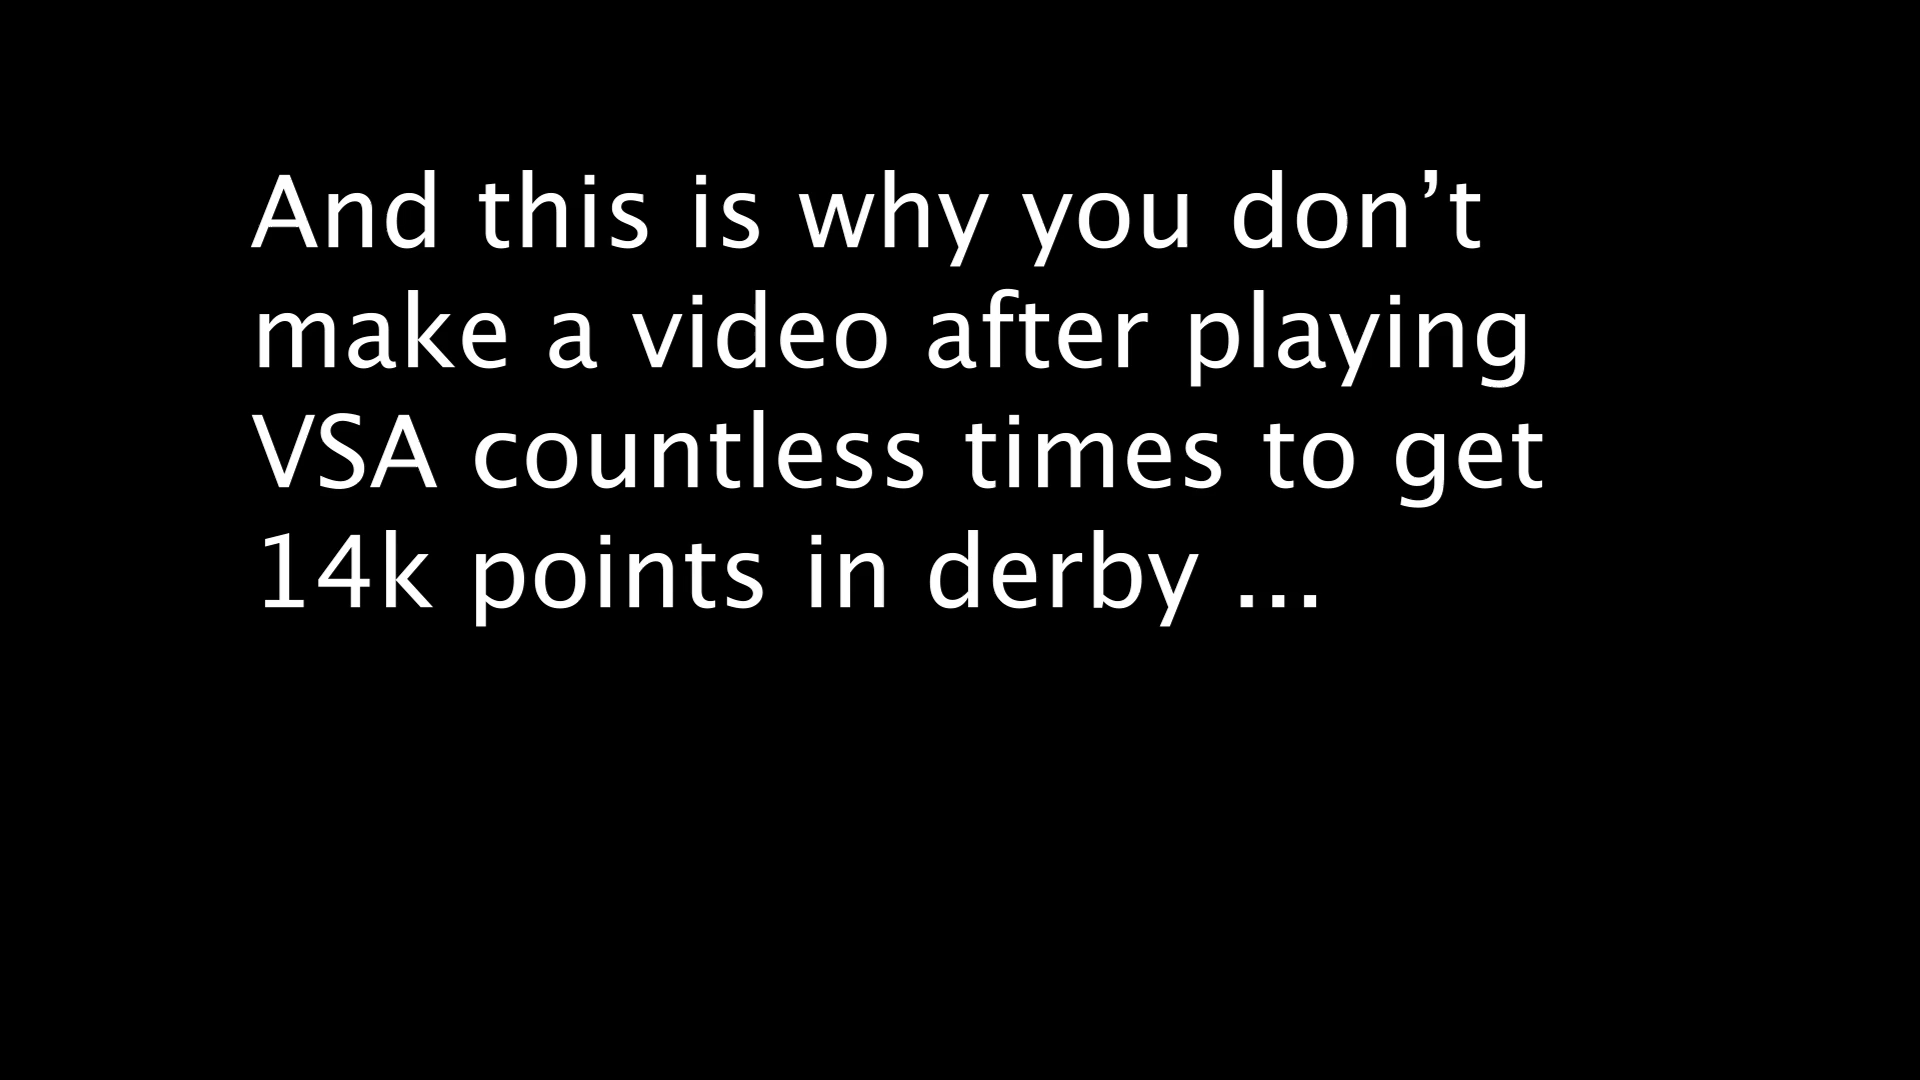 And this is why you don’t
make a video after playing
VSA countless times to get
14k points in derby ...